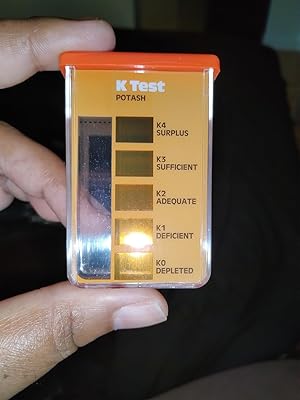 K Test
POTASH
K4
SURPLUS
K3
SUFFICIENT
K2
ADEQUATE
K1
DEFICIENT
K0
DEPLETED